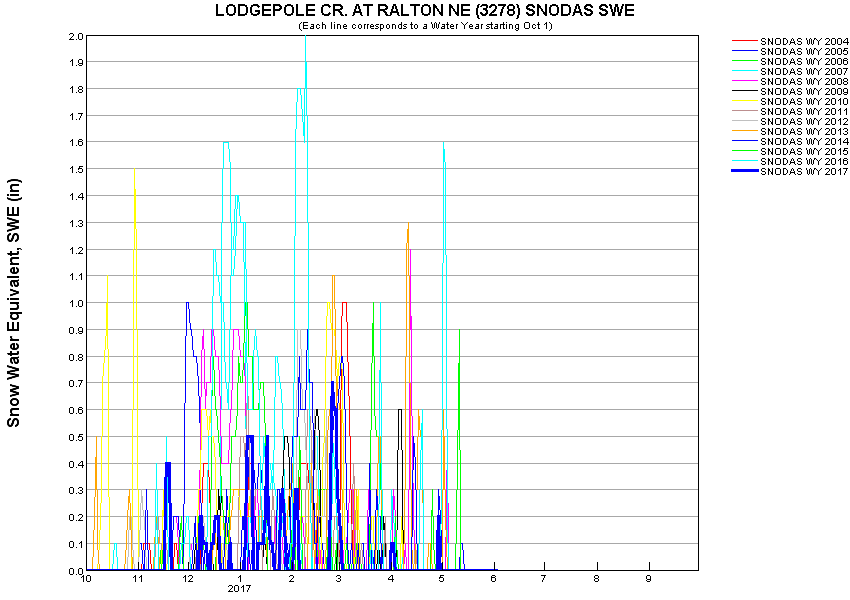 LODGEPOLE CR. AT RALTON NE (3278) SNODAS SWE
(Each line corresponds to a Water Year starting Oct 1)
Snow Water Equivalent, SWE (in)
2.0
1.9
1.8
1.7
1.6
1.5
1.4
1.3
1.2
1.1
1.0
0.9
0.8
0.7
0.6
0.5
0.4
0.3
0.2
0.1
0.0
10 11 12 1 2 3 4 5 6 7 8 9
2017
SNODAS WY 2004
SNODAS WY 2005
SNODAS WY 2006
SNODAS WY 2007
SNODAS WY 2008
SNODAS WY 2009
SNODAS WY 2010
SNODAS WY 2011
SNODAS WY 2012
SNODAS WY 2013
SNODAS WY 2014
SNODAS WY 2015
SNODAS WY 2016
SNODAS WY 2017